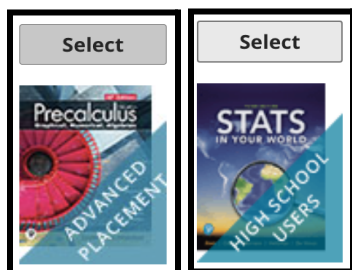 Select
Precalculus
ADVANCED
PLACEMENT
Select
STATS
IN YOUR WORLD
HIGH SCHOOL
USERS